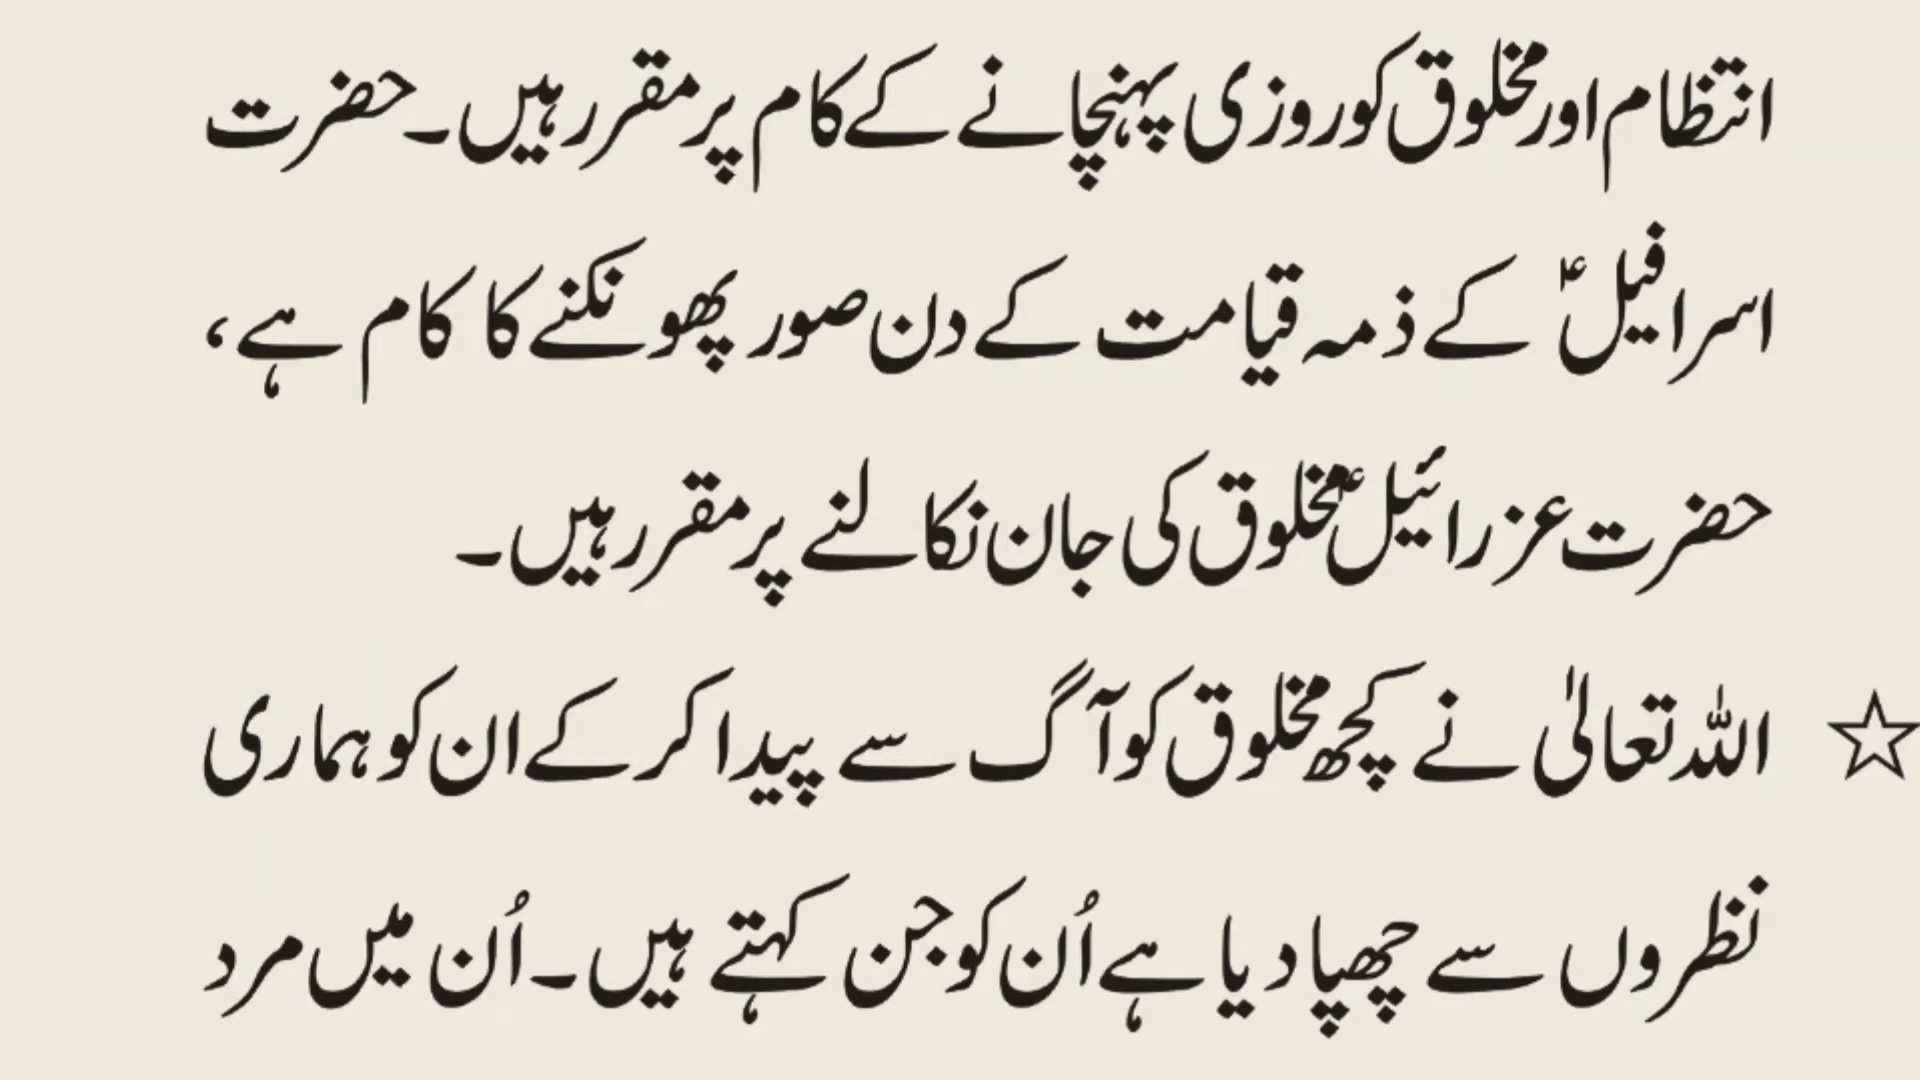 انتظام اور مخلوق کو روزی پہنچانے کے کام پر مقرر ہیں۔ حضرت
اسرافیلؑ کے ذمہ قیامت کے دن صور پھونکنے کا کام ہے،
حضرت عزرائیلؑ مخلوق کی جان نکالنے پر مقرر ہیں۔
☆ اللہ تعالیٰ نے کچھ مخلوق کو آگ سے پیدا کر کے ان کو ہماری
نظروں سے چھپا دیا ہے اُن کو جن کہتے ہیں۔ اُن میں مرد